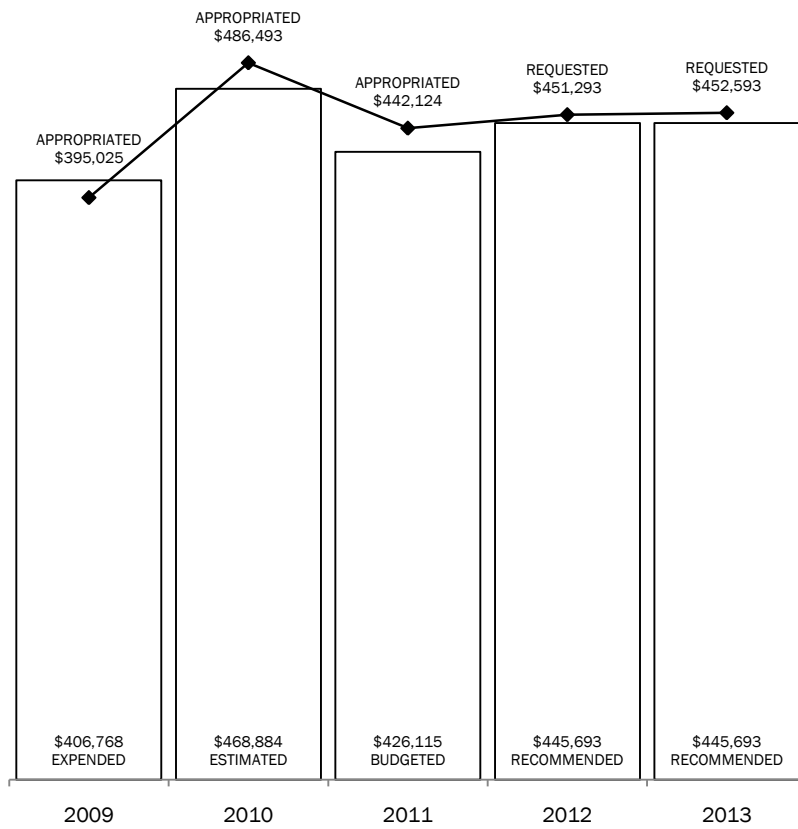 APPROPRIATED
$486,493
REQUESTED
$451,293
REQUESTED
$452,593
APPROPRIATED
$442,124
APPROPRIATED
$395,025
$406,768
EXPENDED
$468,884
ESTIMATED
$426,115
BUDGETED
$445,693
RECOMMENDED
$445,693
RECOMMENDED
2009
2010
2011
2012
2013